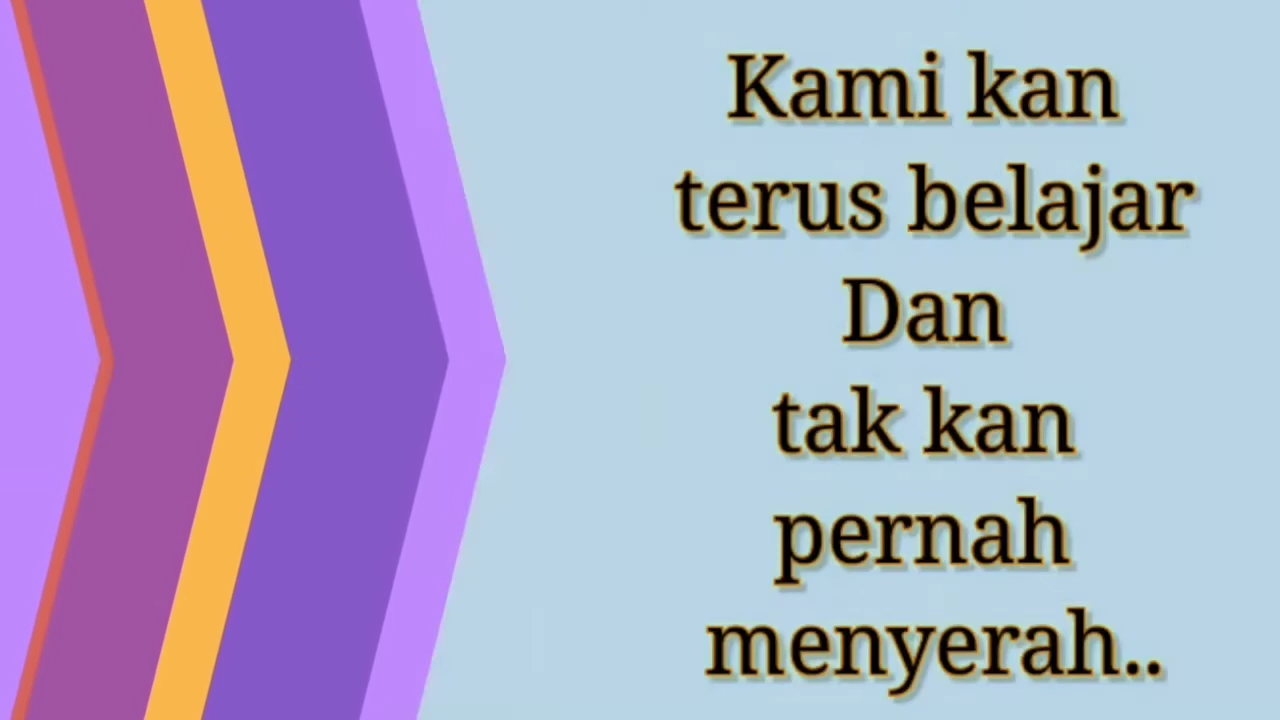 Kami kan
terus belajar
Dan
tak kan
pernah
menyerah..